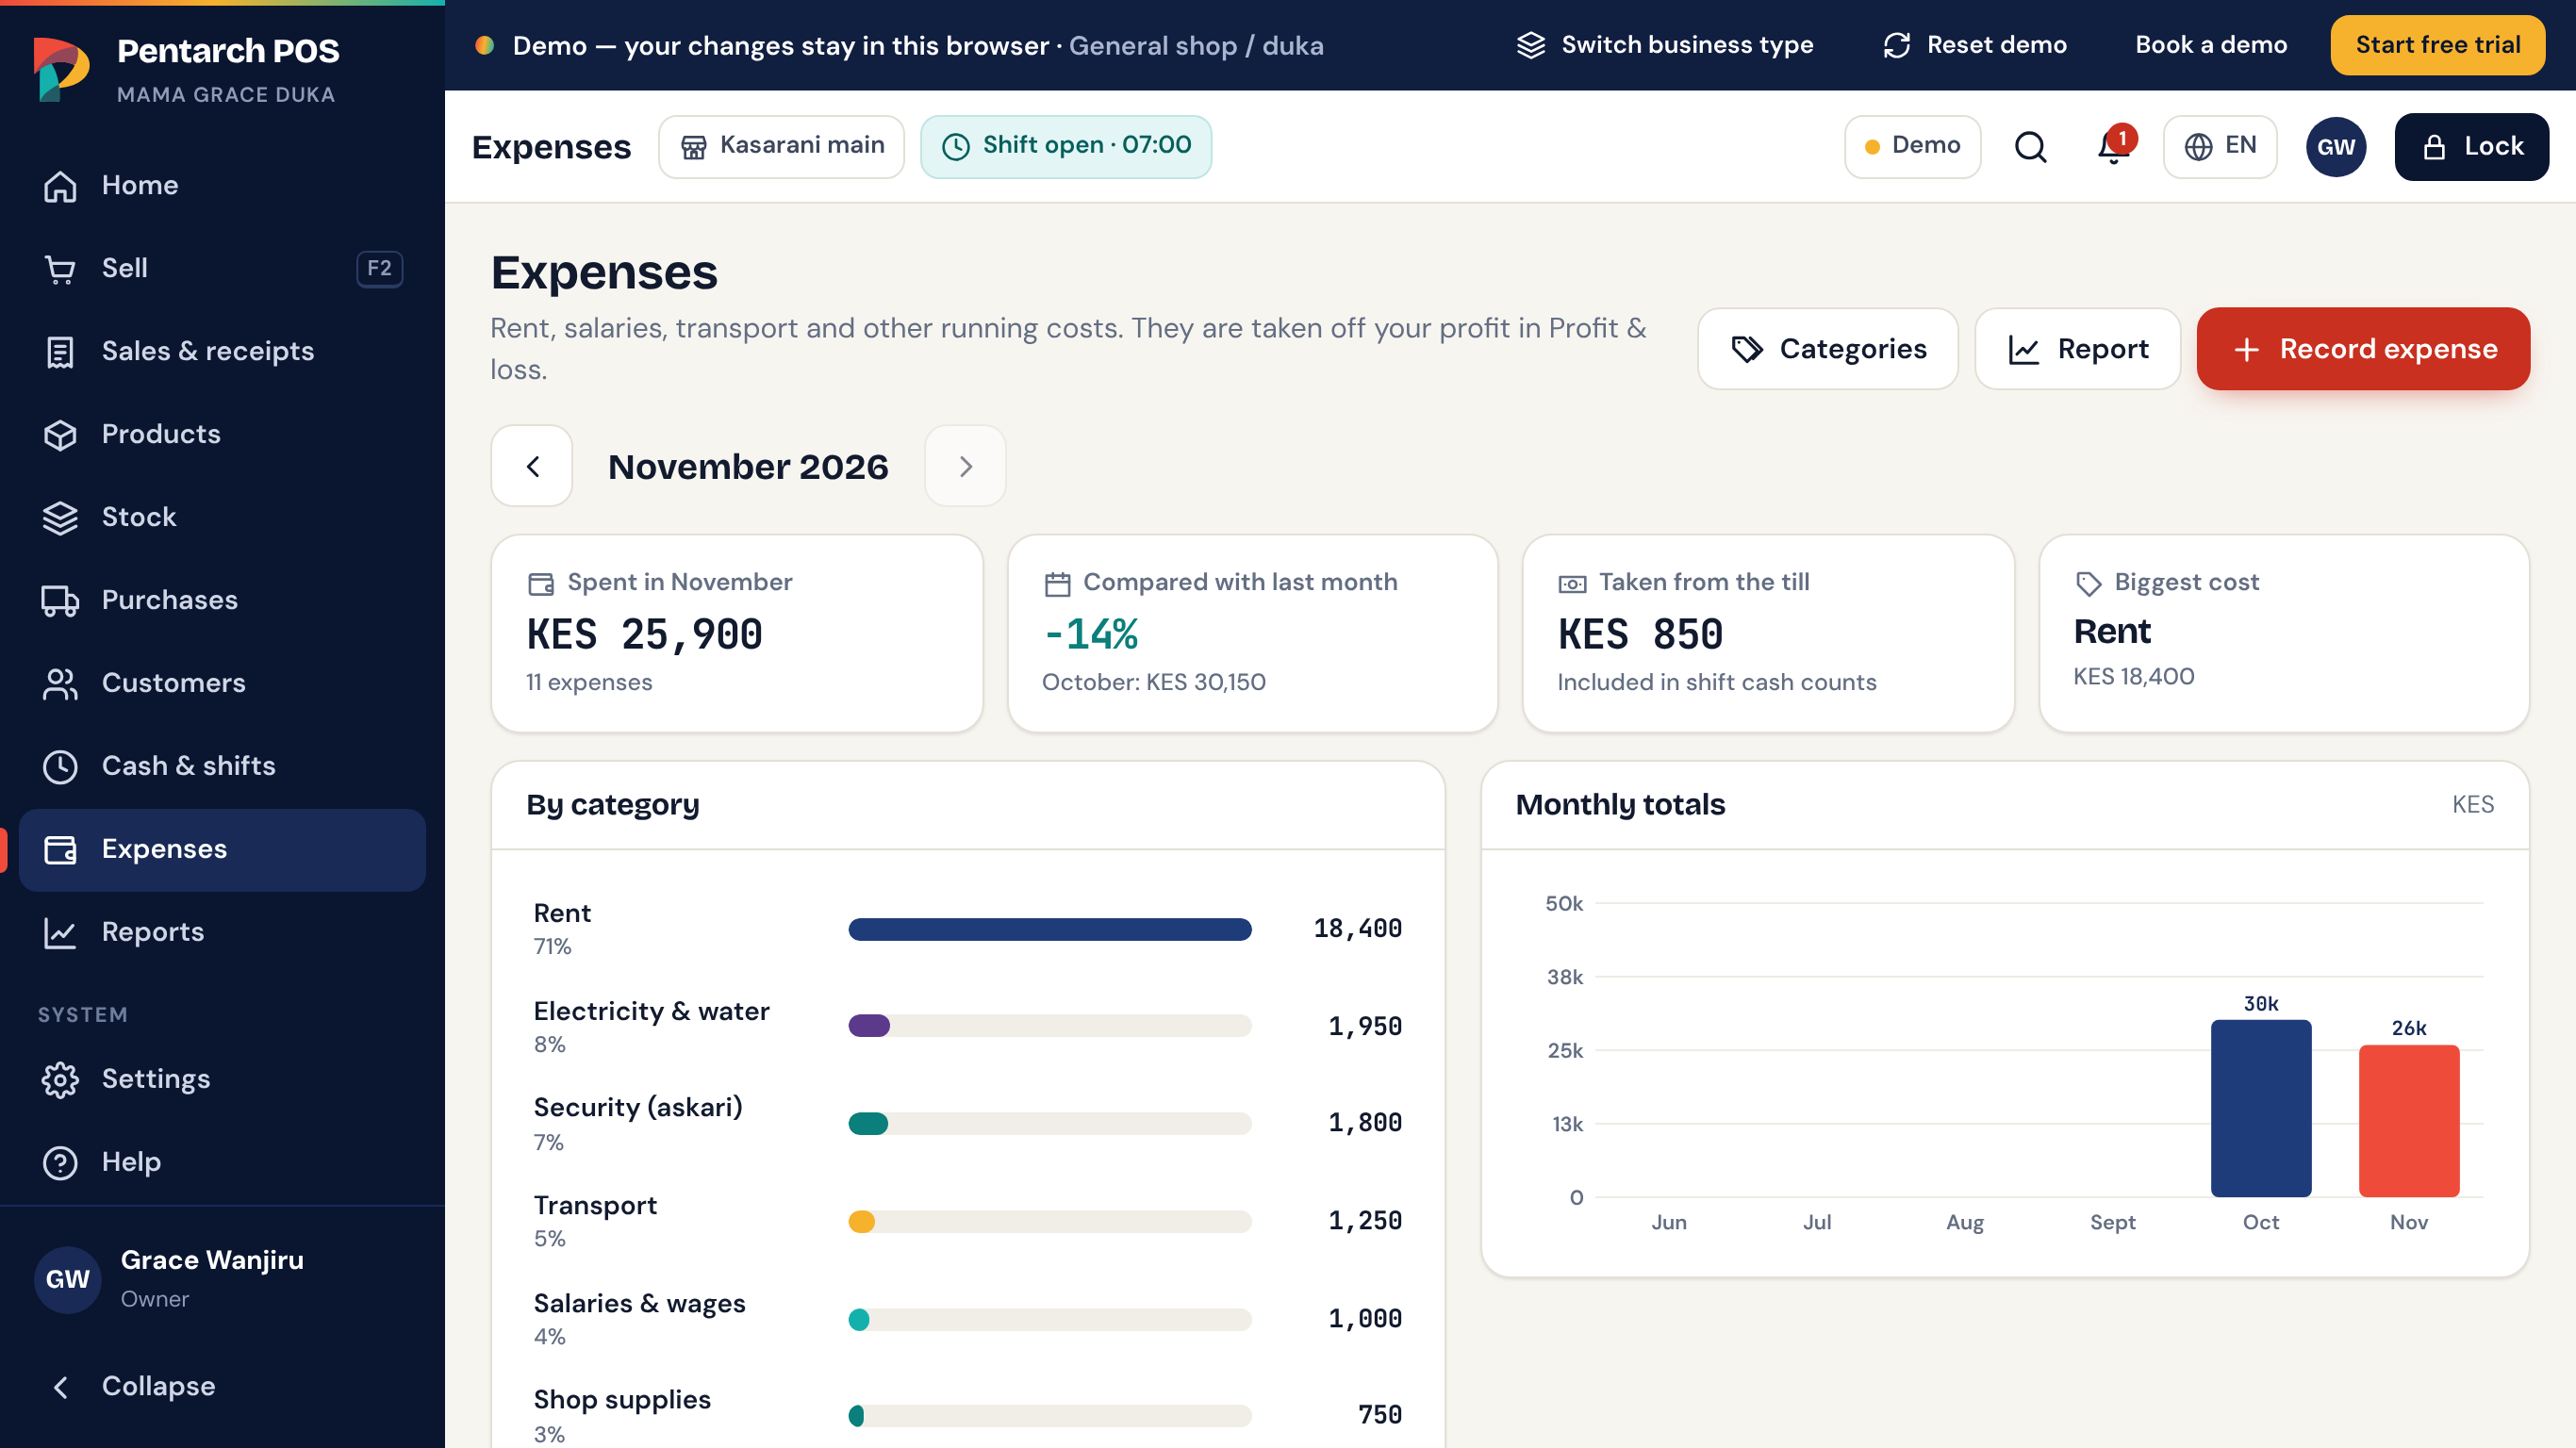 Pentarch POS
MAMA GRACE DUKA
Home
Sell F2
Sales & receipts
Products
Stock
Purchases
Customers
Cash & shifts
Expenses
Reports
SYSTEM
Settings
Help
GW Grace Wanjiru
Owner
Collapse
Demo — your changes stay in this browser · General shop / duka
Switch business type
Reset demo
Book a demo
Start free trial
Expenses
Kasarani main
Shift open · 07:00
Demo
1
EN
GW
Lock
Expenses
Rent, salaries, transport and other running costs. They are taken off your profit in Profit &
loss.
Categories
Report
Record expense
November 2026
Spent in November
KES 25,900
11 expenses
Compared with last month
-14%
October: KES 30,150
Taken from the till
KES 850
Included in shift cash counts
Biggest cost
Rent
KES 18,400
By category
Rent
71%
18,400
Electricity & water
8%
1,950
Security (askari)
7%
1,800
Transport
5%
1,250
Salaries & wages
4%
1,000
Shop supplies
3%
750
Monthly totals KES
50k
38k
25k
13k
0
30k
26k
Jun Jul Aug Sept Oct Nov